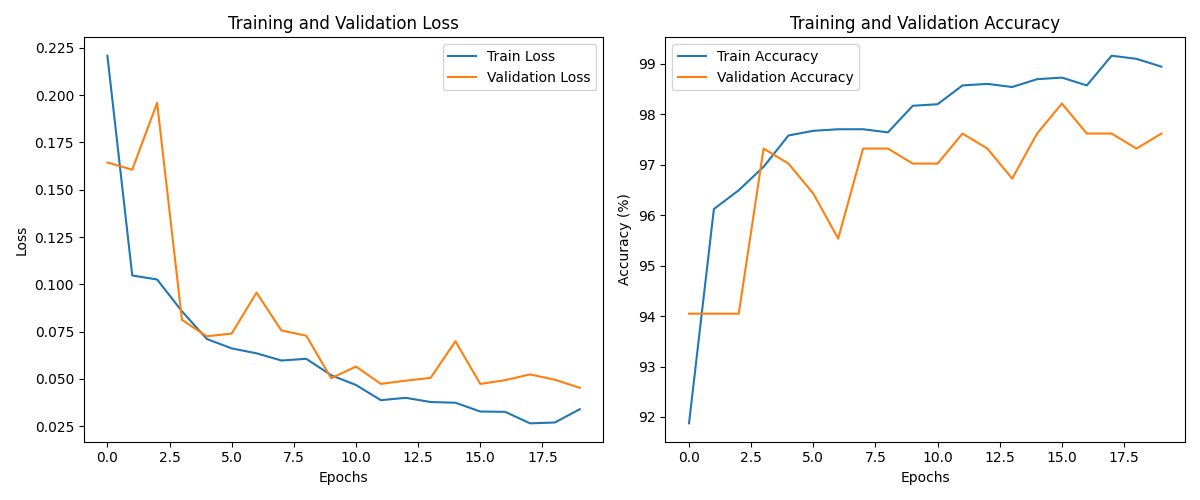 Training and Validation Loss
Train Loss
Validation Loss
0.225
0.200
0.175
0.150
0.125
0.100
0.075
0.050
0.025
Loss
0.0 2.5 5.0 7.5 10.0 12.5 15.0 17.5
Epochs
Training and Validation Accuracy
Train Accuracy
Validation Accuracy
99
98
97
96
95
94
93
92
Accuracy (%)
0.0 2.5 5.0 7.5 10.0 12.5 15.0 17.5
Epochs